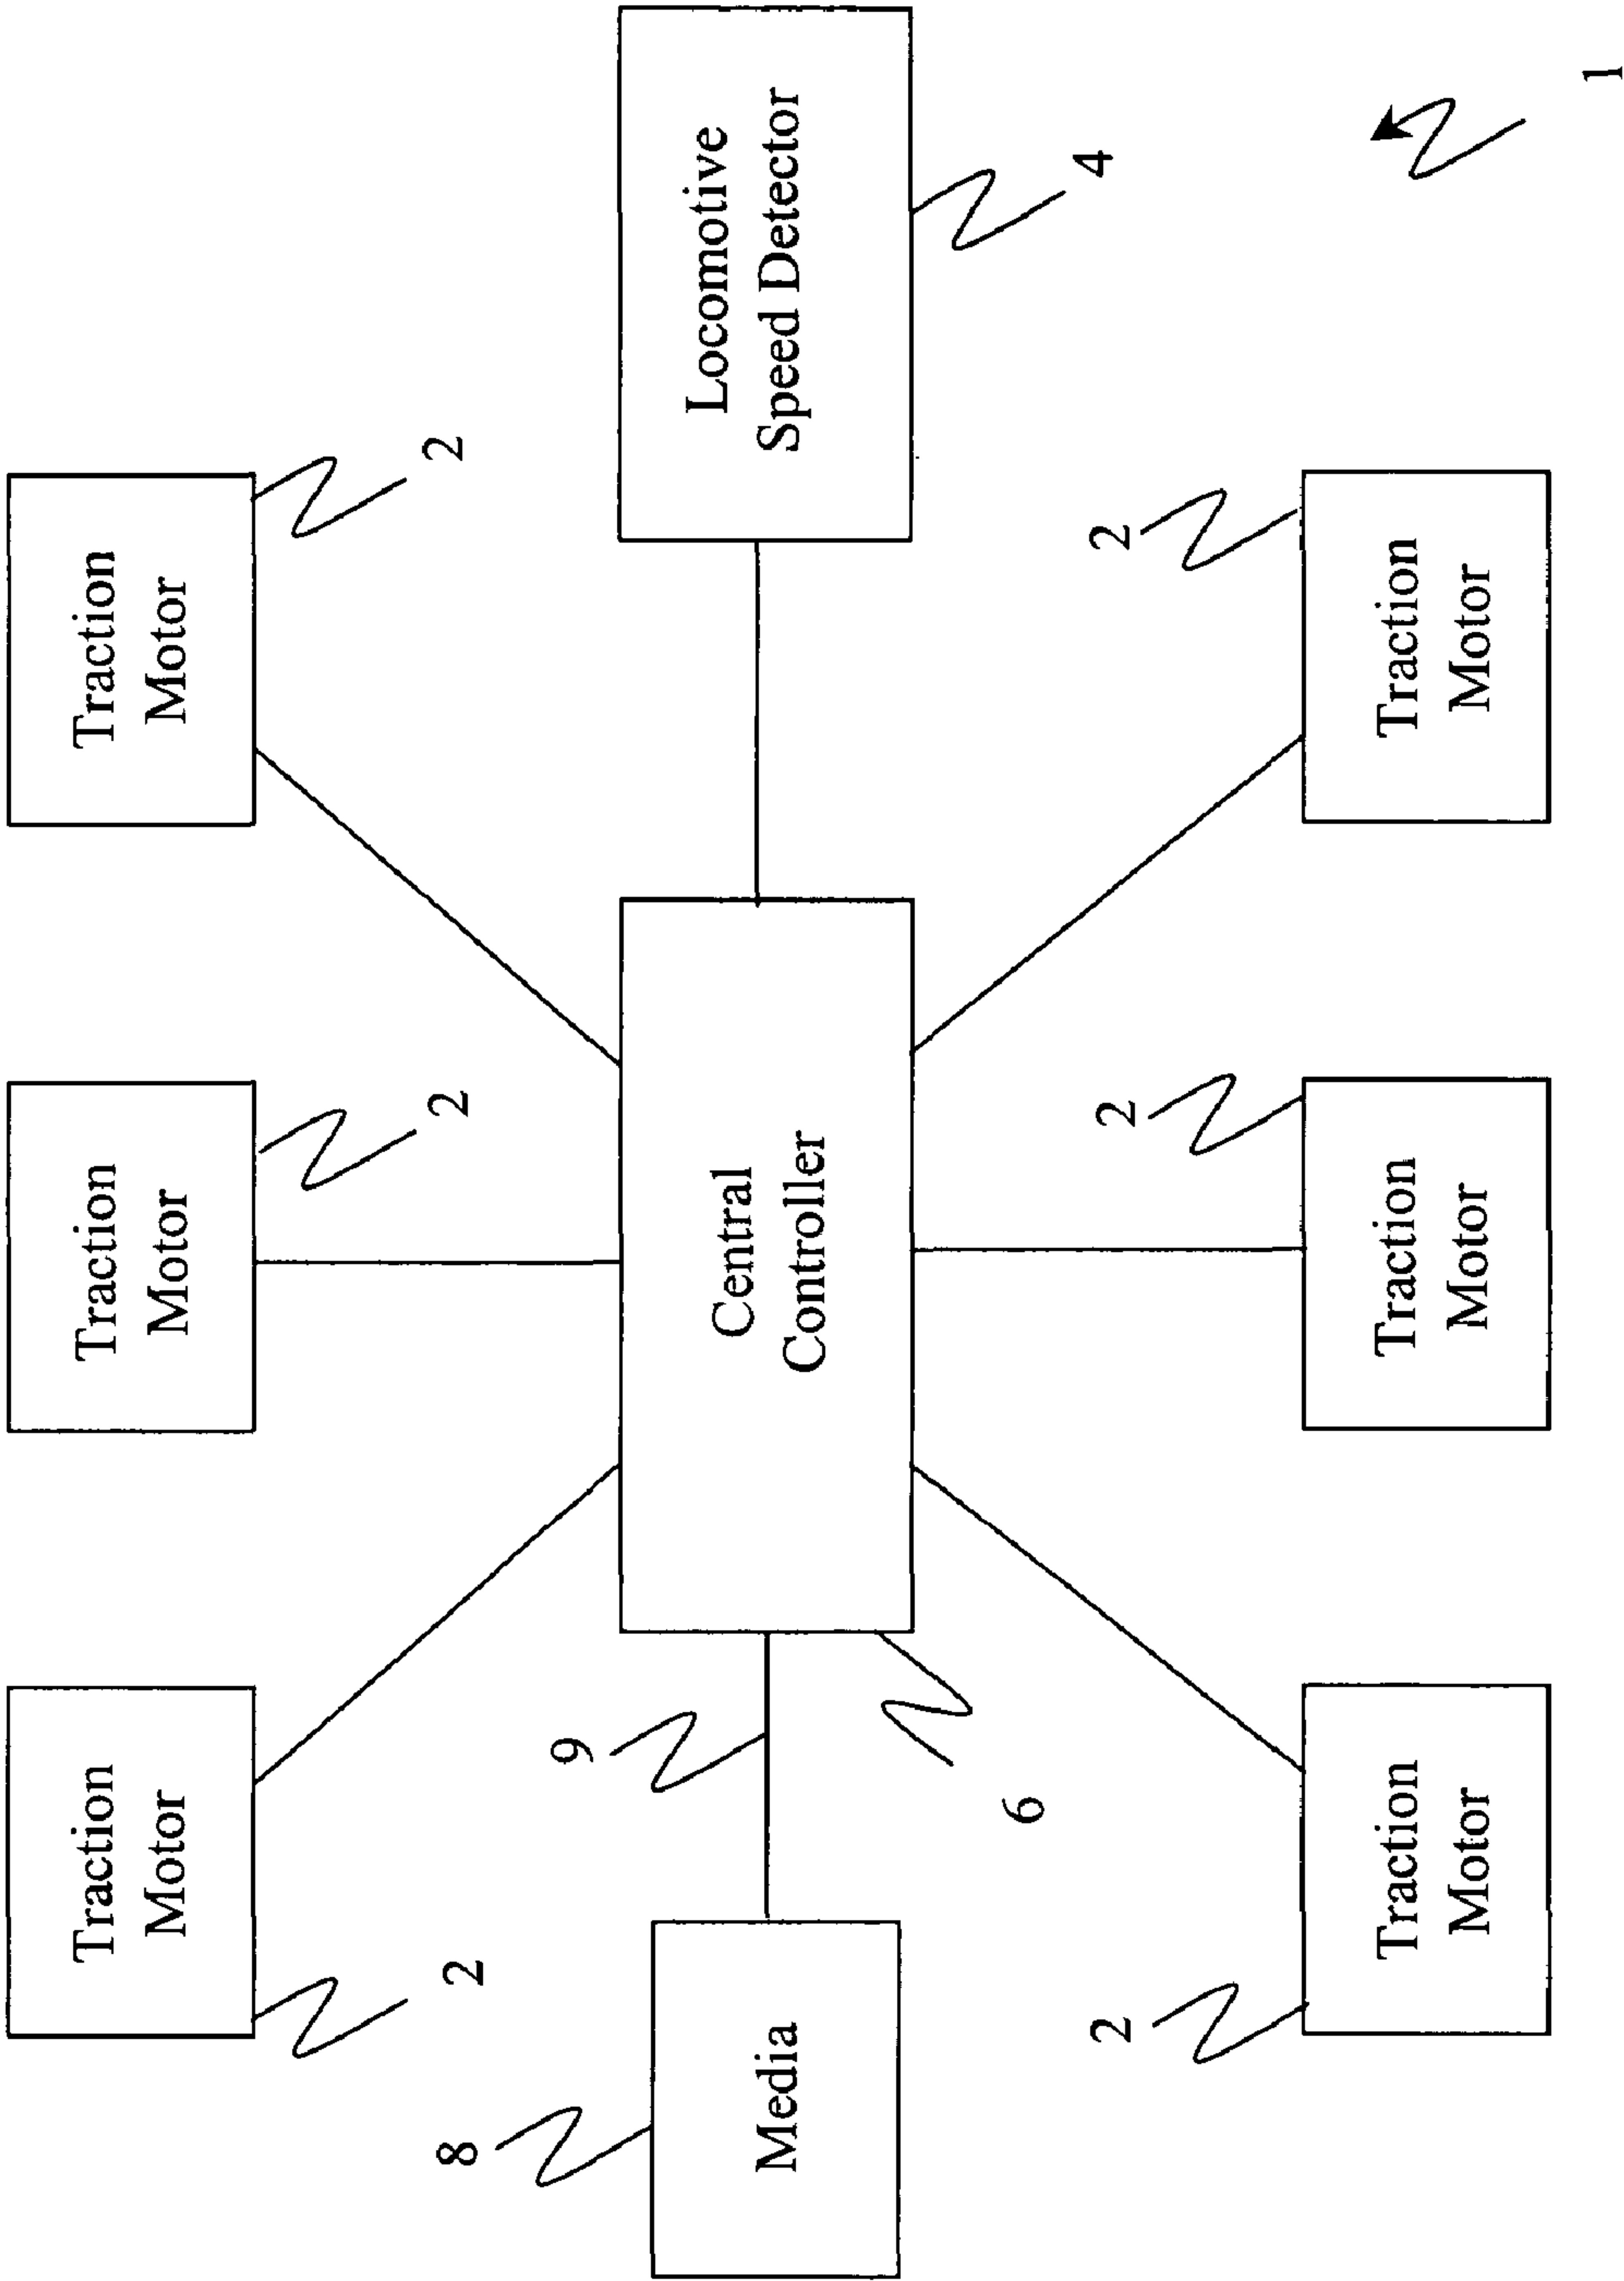 Traction
Motor
Traction
Motor
Traction
Motor
8
2
2
2
9
Media
Central
Controller
Locomotive
Speed Detector
6
4
2
2
2
Traction
Motor
Traction
Motor
Traction
Motor
1